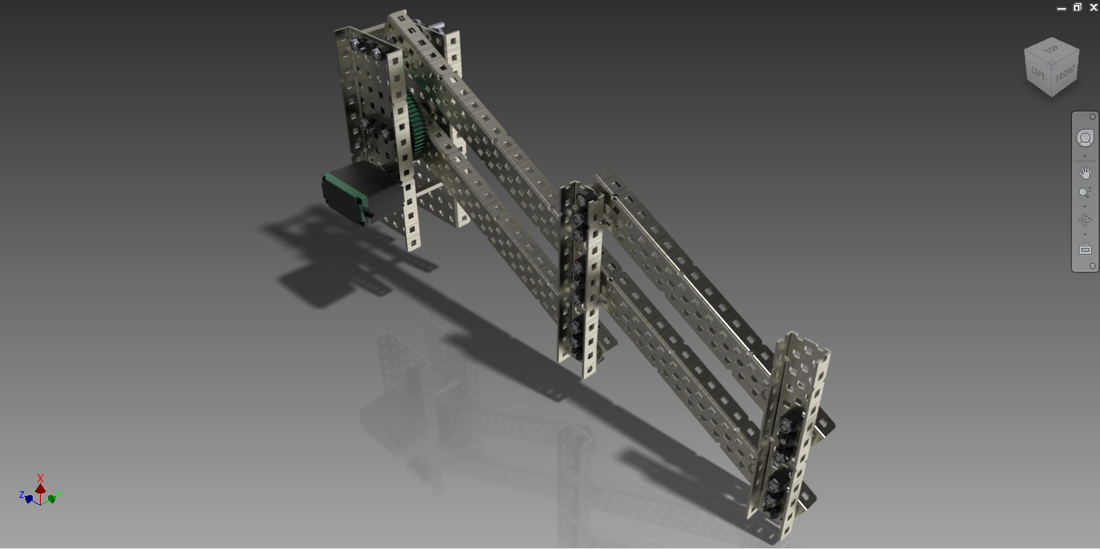 TOP
LEFT
FRONT
X
Z